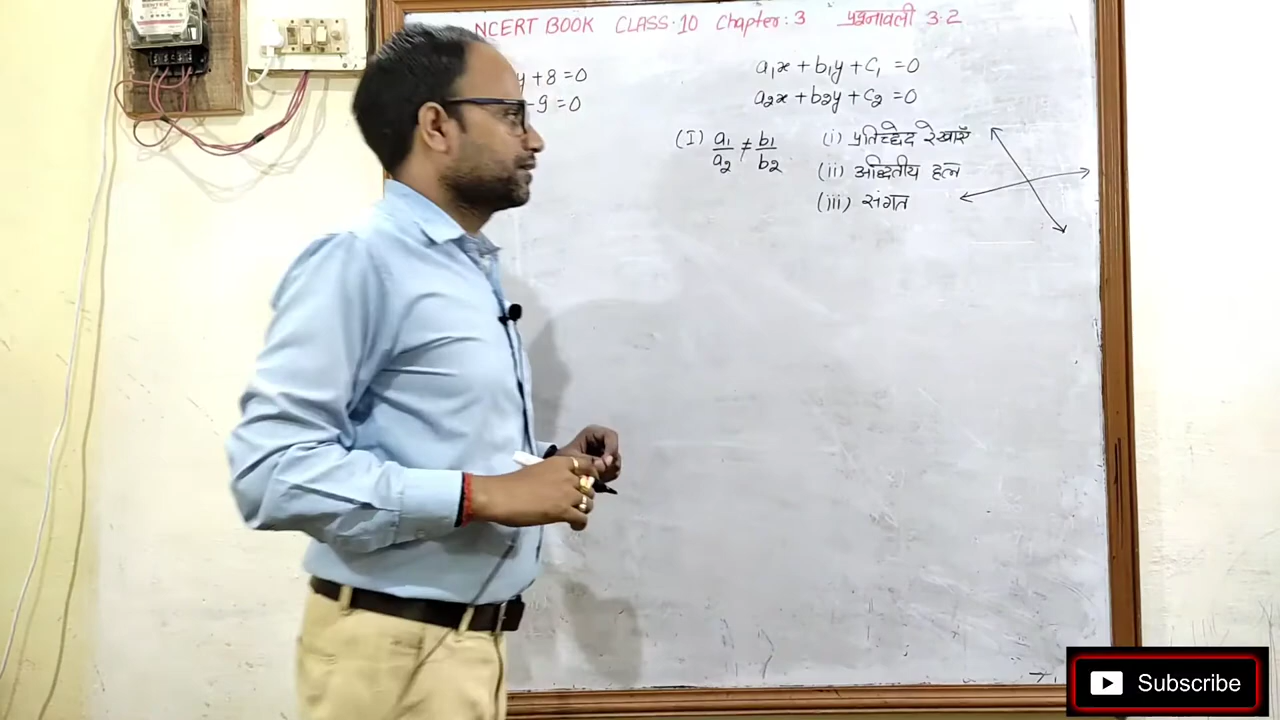 NCERT BOOK CLASS·10 Chapter:3 प्रश्नावली 3.2
y + 8 = 0
- 9 = 0
a₁x + b₁y + c₁ = 0
a₂x + b₂y + c₂ = 0
(I) a₁/a₂ ≠ b₁/b₂
(i) प्रतिच्छेद रेखाएँ
(ii) अद्वितीय हल
(iii) संगत
Subscribe